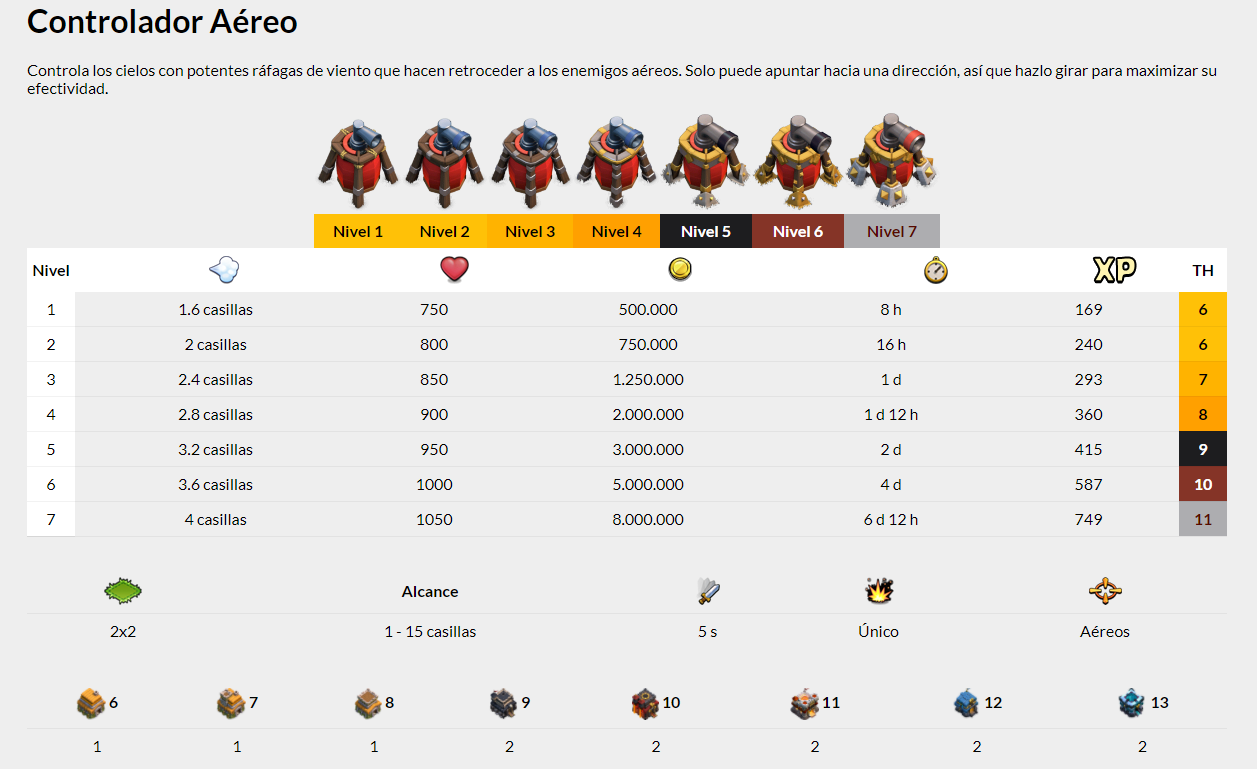 Controlador Aéreo
Controla los cielos con potentes ráfagas de viento que hacen retroceder a los enemigos aéreos. Solo puede apuntar hacia una dirección, así que hazlo girar para maximizar su
efectividad.
Nivel 1 Nivel 2 Nivel 3 Nivel 4 Nivel 5 Nivel 6 Nivel 7
Nivel XP TH
1 1.6 casillas 750 500.000 8 h 169 6
2 2 casillas 800 750.000 16 h 240 6
3 2.4 casillas 850 1.250.000 1 d 293 7
4 2.8 casillas 900 2.000.000 1 d 12 h 360 8
5 3.2 casillas 950 3.000.000 2 d 415 9
6 3.6 casillas 1000 5.000.000 4 d 587 10
7 4 casillas 1050 8.000.000 6 d 12 h 749 11
Alcance
2x2 1 - 15 casillas 5 s Único Aéreos
6 7 8 9 10 11 12 13
1 1 1 2 2 2 2 2